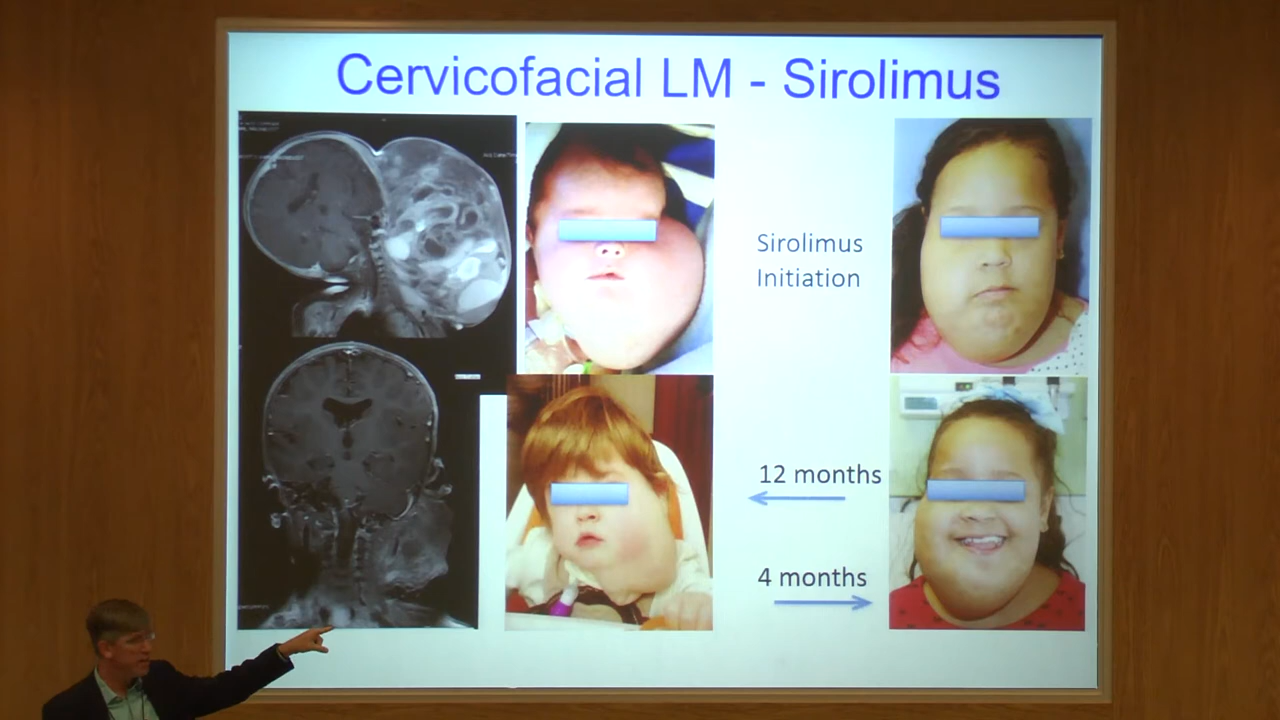 Cervicofacial LM - Sirolimus
Sirolimus
Initiation
12 months
4 months